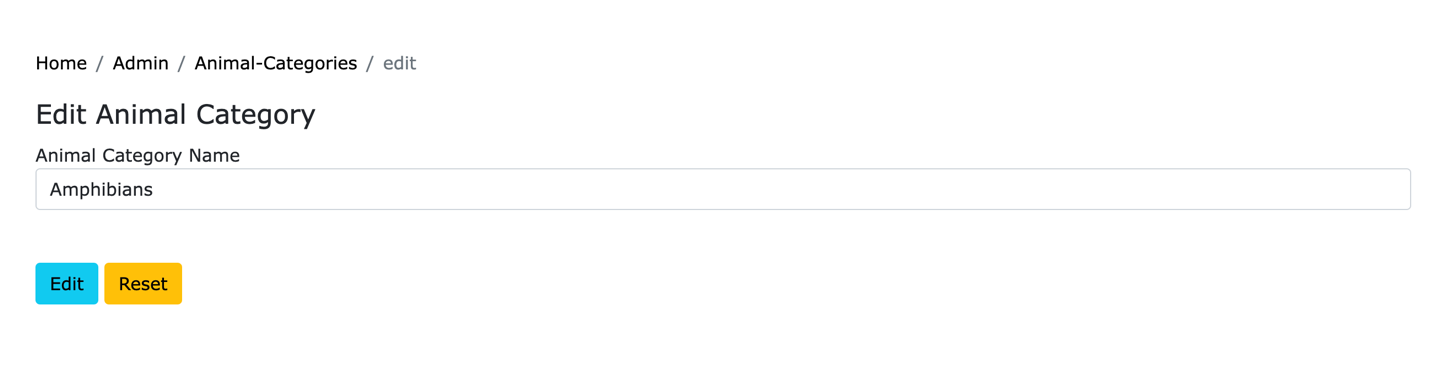 Home / Admin / Animal-Categories / edit
Edit Animal Category
Animal Category Name
Amphibians
Edit Reset